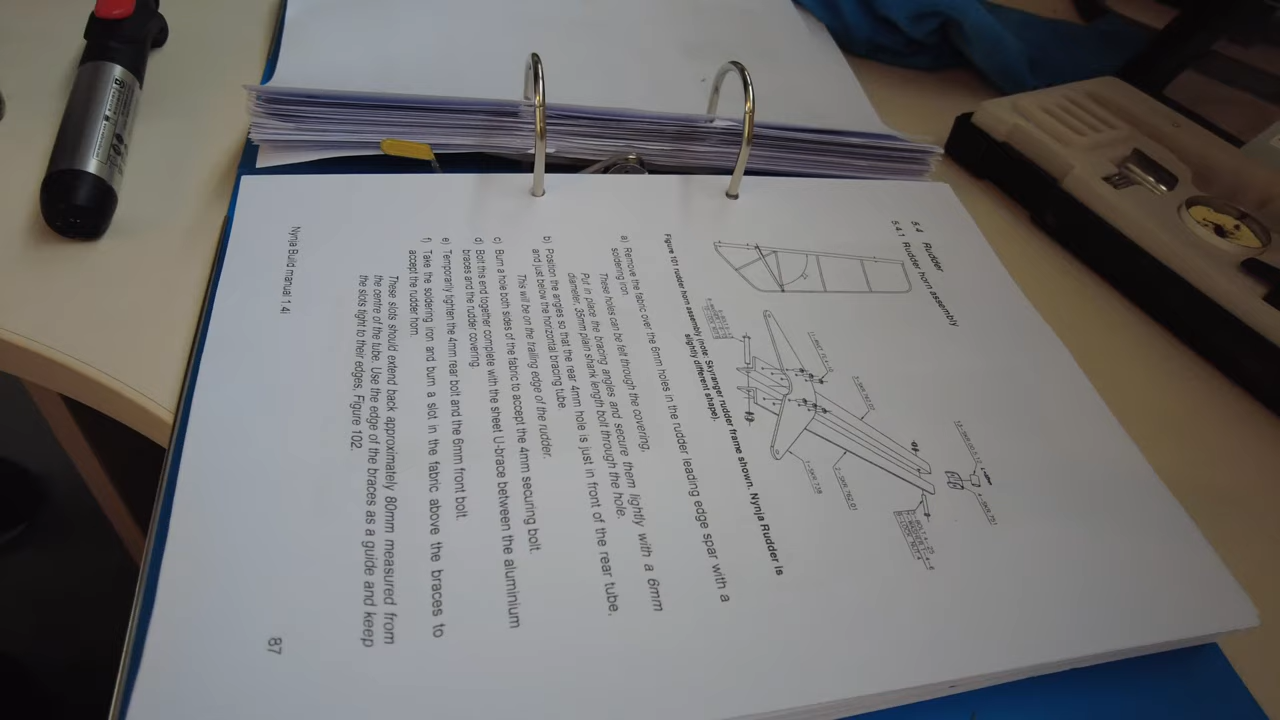 5.4 Rudder
5.4.1 Rudder horn assembly
Figure 101 rudder horn assembly (note: Skyranger rudder frame shown. Nynja Rudder is
slightly different shape).
a) Remove the fabric over the 6mm holes in the rudder leading edge spar with a
soldering iron
These holes can be felt through the covering.
Put in place the bracing angles and secure them lightly with a 6mm
diameter, 35mm plain shank length bolt through the hole.
b) Position the angles so that the rear 4mm hole is just in front of the rear tube,
and just below the horizontal bracing tube.
This will be on the trailing edge of the rudder.
c) Burn a hole both sides of the fabric to accept the 4mm securing bolt.
d) Bolt this end together complete with the sheet U-brace between the aluminium
braces and the rudder covering.
e) Temporarily tighten the 4mm rear bolt and the 6mm front bolt.
f) Take the soldering iron and burn a slot in the fabric above the braces to
accept the rudder horn.
These slots should extend back approximately 80mm measured from
the centre of the tube. Use the edge of the braces as a guide and keep
the slots tight to their edges, Figure 102.
Nynja Build manual 1.4i
87